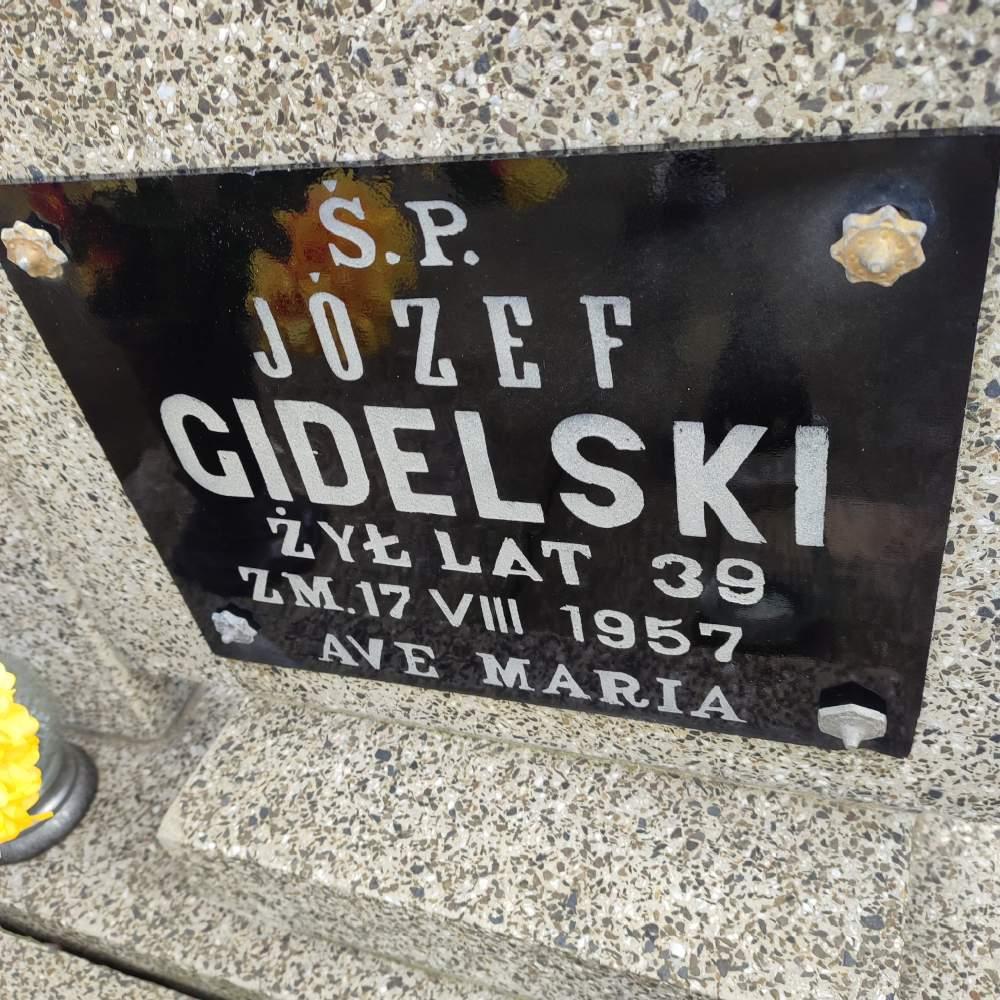 Ś.P.
JÓZEF
GIDELSKI
ŻYŁ LAT 39
ZM.17 VIII 1957
AVE MARIA